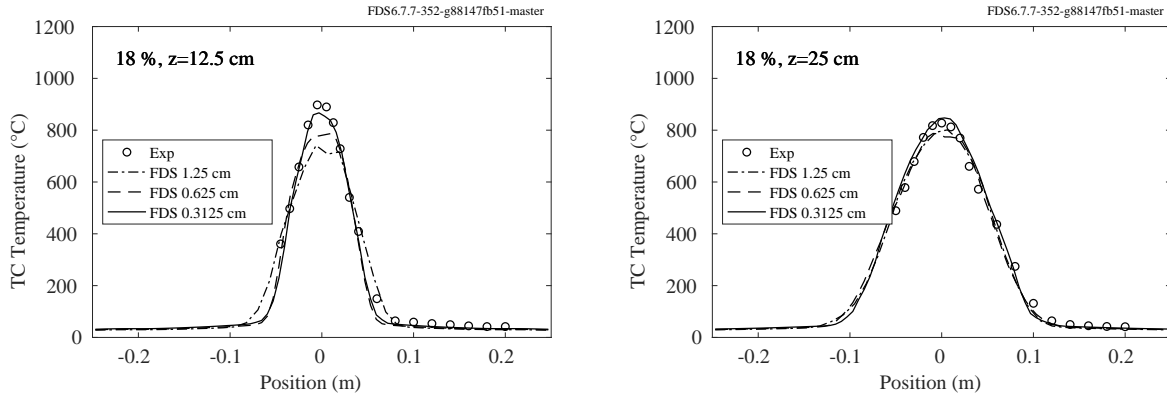 FDS6.7.7-352-g88147fb51-master
18 %, z=12.5 cm
TC Temperature (°C)
1200
1000
800
600
400
200
0
Exp
FDS 1.25 cm
FDS 0.625 cm
FDS 0.3125 cm
-0.2
-0.1
0
0.1
0.2
Position (m)
FDS6.7.7-352-g88147fb51-master
18 %, z=25 cm
TC Temperature (°C)
1200
1000
800
600
400
200
0
Exp
FDS 1.25 cm
FDS 0.625 cm
FDS 0.3125 cm
-0.2
-0.1
0
0.1
0.2
Position (m)